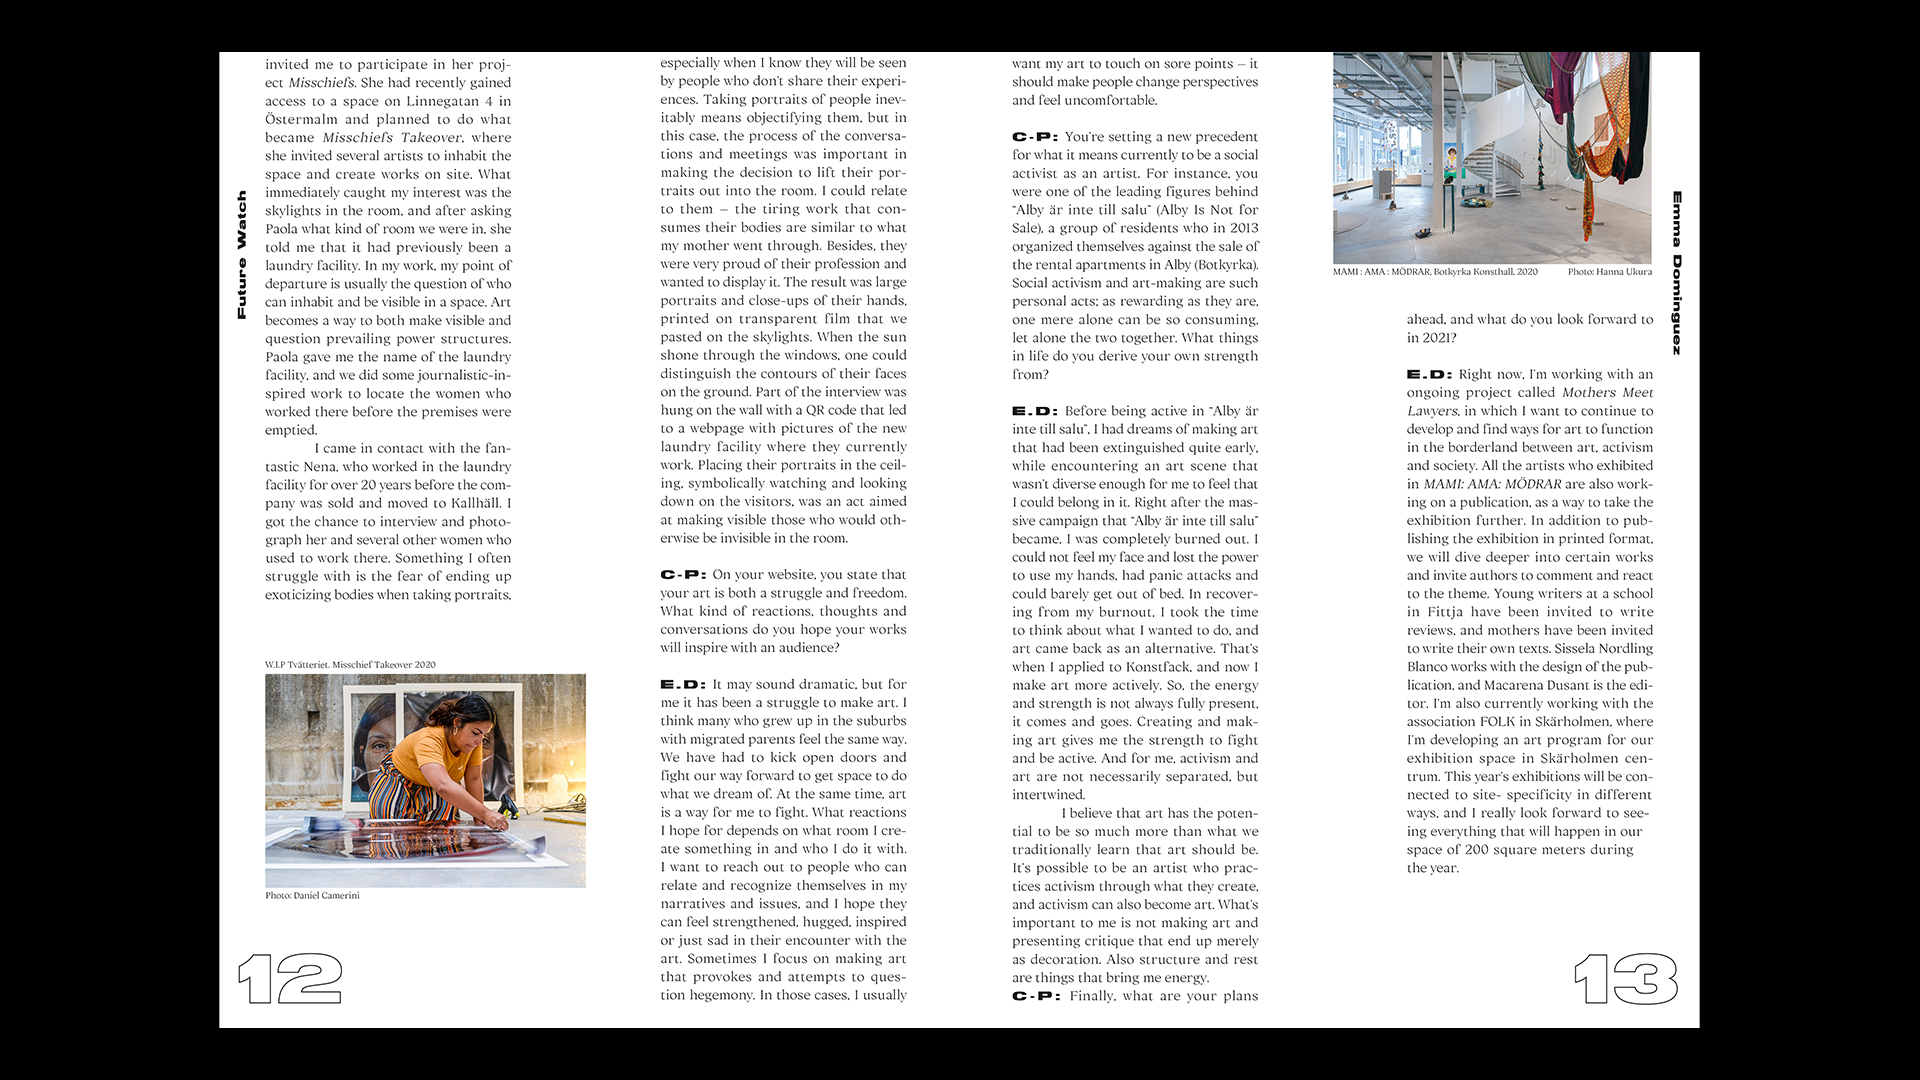 Future Watch
invited me to participate in her proj-
ect Misschiefs. She had recently gained
access to a space on Linnegatan 4 in
Östermalm and planned to do what
became Misschiefs Takeover, where
she invited several artists to inhabit the
space and create works on site. What
immediately caught my interest was the
skylights in the room, and after asking
Paola what kind of room we were in, she
told me that it had previously been a
laundry facility. In my work, my point of
departure is usually the question of who
can inhabit and be visible in a space. Art
becomes a way to both make visible and
question prevailing power structures.
Paola gave me the name of the laundry
facility, and we did some journalistic-in-
spired work to locate the women who
worked there before the premises were
emptied.
I came in contact with the fan-
tastic Nena, who worked in the laundry
facility for over 20 years before the com-
pany was sold and moved to Kallhäll. I
got the chance to interview and photo-
graph her and several other women who
used to work there. Something I often
struggle with is the fear of ending up
exoticizing bodies when taking portraits,
W.I.P Tvätteriet. Misschief Takeover 2020
Photo: Daniel Camerini
12
especially when I know they will be seen
by people who don't share their experi-
ences. Taking portraits of people inev-
itably means objectifying them, but in
this case, the process of the conversa-
tions and meetings was important in
making the decision to lift their por-
traits out into the room. I could relate
to them – the tiring work that con-
sumes their bodies are similar to what
my mother went through. Besides, they
were very proud of their profession and
wanted to display it. The result was large
portraits and close-ups of their hands,
printed on transparent film that we
pasted on the skylights. When the sun
shone through the windows, one could
distinguish the contours of their faces
on the ground. Part of the interview was
hung on the wall with a QR code that led
to a webpage with pictures of the new
laundry facility where they currently
work. Placing their portraits in the ceil-
ing, symbolically watching and looking
down on the visitors, was an act aimed
at making visible those who would oth-
erwise be invisible in the room.
C-P: On your website, you state that
your art is both a struggle and freedom.
What kind of reactions, thoughts and
conversations do you hope your works
will inspire with an audience?
E.D: It may sound dramatic, but for
me it has been a struggle to make art. I
think many who grew up in the suburbs
with migrated parents feel the same way.
We have had to kick open doors and
fight our way forward to get space to do
what we dream of. At the same time, art
is a way for me to fight. What reactions
I hope for depends on what room I cre-
ate something in and who I do it with.
I want to reach out to people who can
relate and recognize themselves in my
narratives and issues, and I hope they
can feel strengthened, hugged, inspired
or just sad in their encounter with the
art. Sometimes I focus on making art
that provokes and attempts to ques-
tion hegemony. In those cases, I usually
want my art to touch on sore points – it
should make people change perspectives
and feel uncomfortable.
C-P: You're setting a new precedent
for what it means currently to be a social
activist as an artist. For instance, you
were one of the leading figures behind
"Alby är inte till salu" (Alby Is Not for
Sale), a group of residents who in 2013
organized themselves against the sale of
the rental apartments in Alby (Botkyrka).
Social activism and art-making are such
personal acts; as rewarding as they are,
one mere alone can be so consuming,
let alone the two together. What things
in life do you derive your own strength
from?
E.D: Before being active in "Alby är
inte till salu", I had dreams of making art
that had been extinguished quite early,
while encountering an art scene that
wasn't diverse enough for me to feel that
I could belong in it. Right after the mas-
sive campaign that "Alby är inte till salu"
became, I was completely burned out. I
could not feel my face and lost the power
to use my hands, had panic attacks and
could barely get out of bed. In recover-
ing from my burnout, I took the time
to think about what I wanted to do, and
art came back as an alternative. That's
when I applied to Konstfack, and now I
make art more actively. So, the energy
and strength is not always fully present,
it comes and goes. Creating and mak-
ing art gives me the strength to fight
and be active. And for me, activism and
art are not necessarily separated, but
intertwined.
I believe that art has the poten-
tial to be so much more than what we
traditionally learn that art should be.
It's possible to be an artist who prac-
tices activism through what they create,
and activism can also become art. What's
important to me is not making art and
presenting critique that end up merely
as decoration. Also structure and rest
are things that bring me energy.
C-P: Finally, what are your plans
MAMI : AMA : MÖDRAR, Botkyrka Konsthall, 2020 Photo: Hanna Ukura
Emma Dominguez
ahead, and what do you look forward to
in 2021?
E.D: Right now, I'm working with an
ongoing project called Mothers Meet
Lawyers, in which I want to continue to
develop and find ways for art to function
in the borderland between art, activism
and society. All the artists who exhibited
in MAMI: AMA: MÖDRAR are also work-
ing on a publication, as a way to take the
exhibition further. In addition to pub-
lishing the exhibition in printed format,
we will dive deeper into certain works
and invite authors to comment and react
to the theme. Young writers at a school
in Fittja have been invited to write
reviews, and mothers have been invited
to write their own texts. Sissela Nordling
Blanco works with the design of the pub-
lication, and Macarena Dusant is the edi-
tor. I'm also currently working with the
association FOLK in Skärholmen, where
I'm developing an art program for our
exhibition space in Skärholmen cen-
trum. This year's exhibitions will be con-
nected to site- specificity in different
ways, and I really look forward to see-
ing everything that will happen in our
space of 200 square meters during
the year.
13